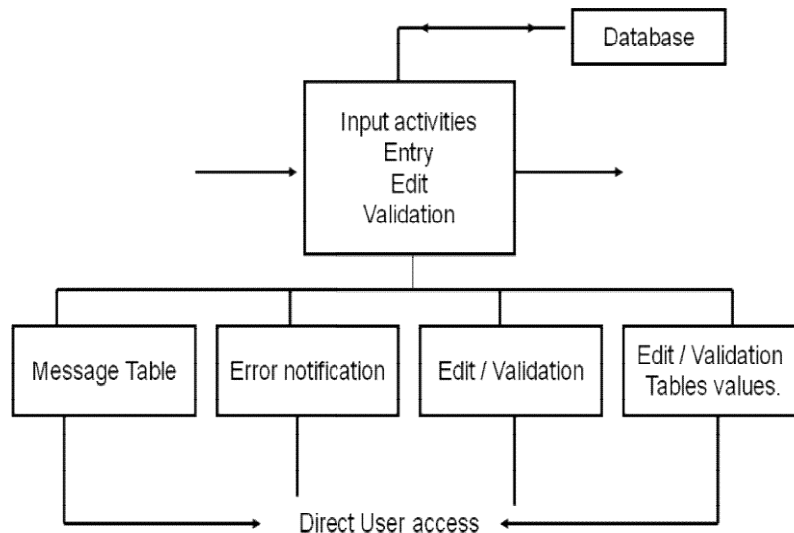 Database
Input activities
Entry
Edit
Validation
Message Table
Error notification
Edit / Validation
Edit / Validation
Tables values.
Direct User access